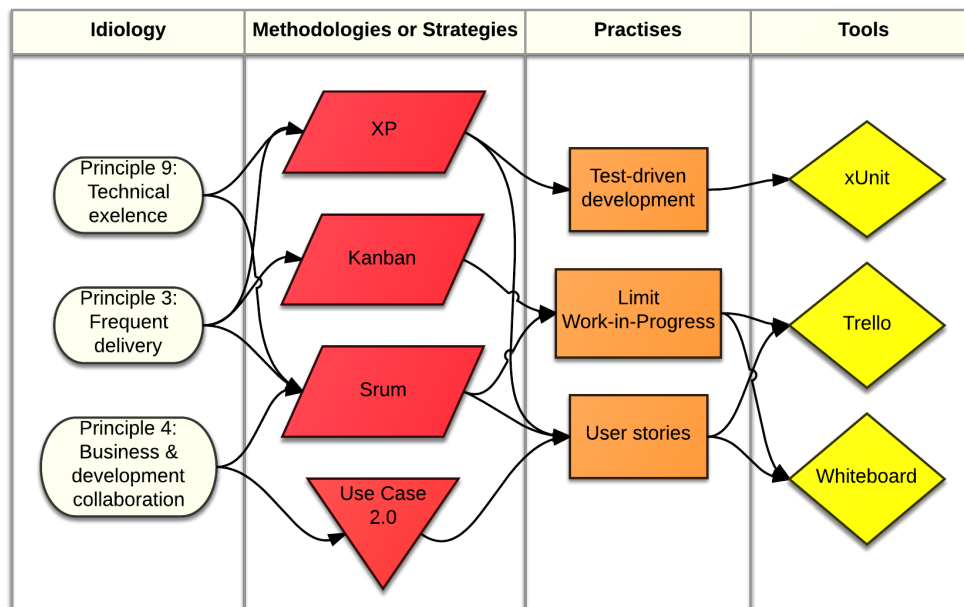 Idiology
Methodologies or Strategies
Practises
Tools
Principle 9:
Technical
exelence
Principle 3:
Frequent
delivery
Principle 4:
Business &
development
collaboration
XP
Kanban
Srum
Use Case
2.0
Test-driven
development
Limit
Work-in-Progress
User stories
xUnit
Trello
Whiteboard